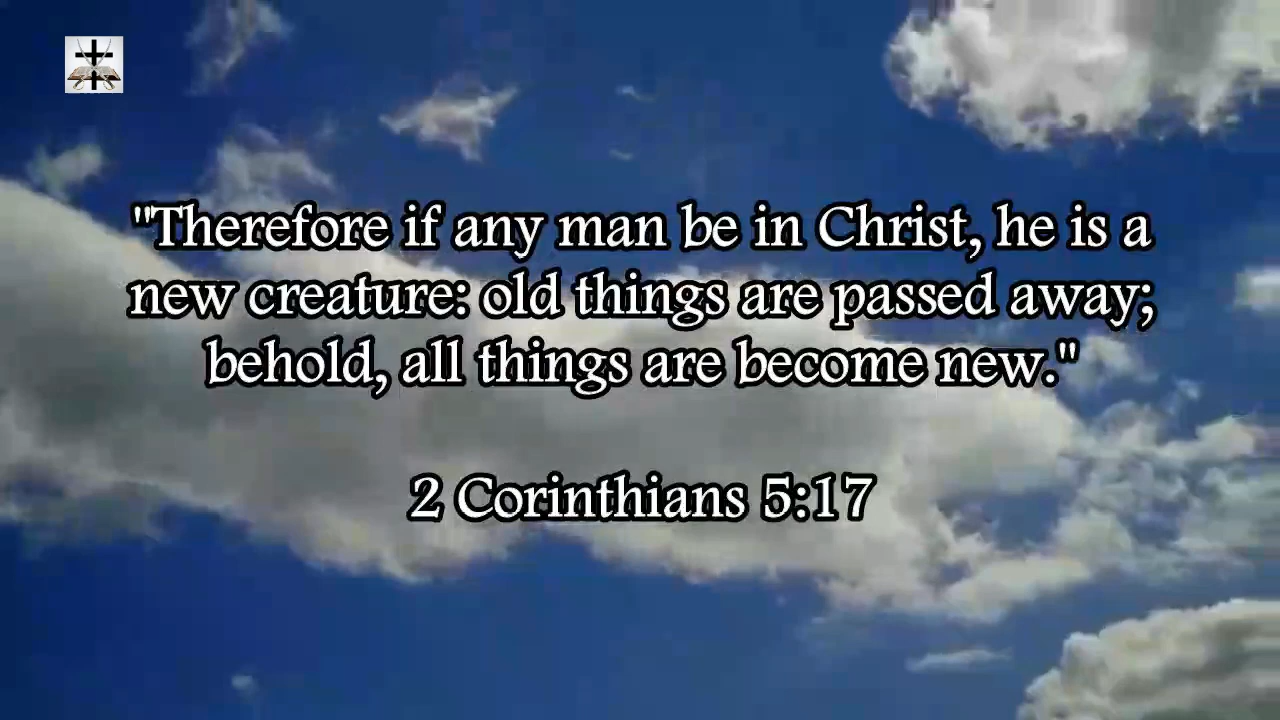 "Therefore if any man be in Christ, he is a
new creature: old things are passed away;
behold, all things are become new."
2 Corinthians 5:17